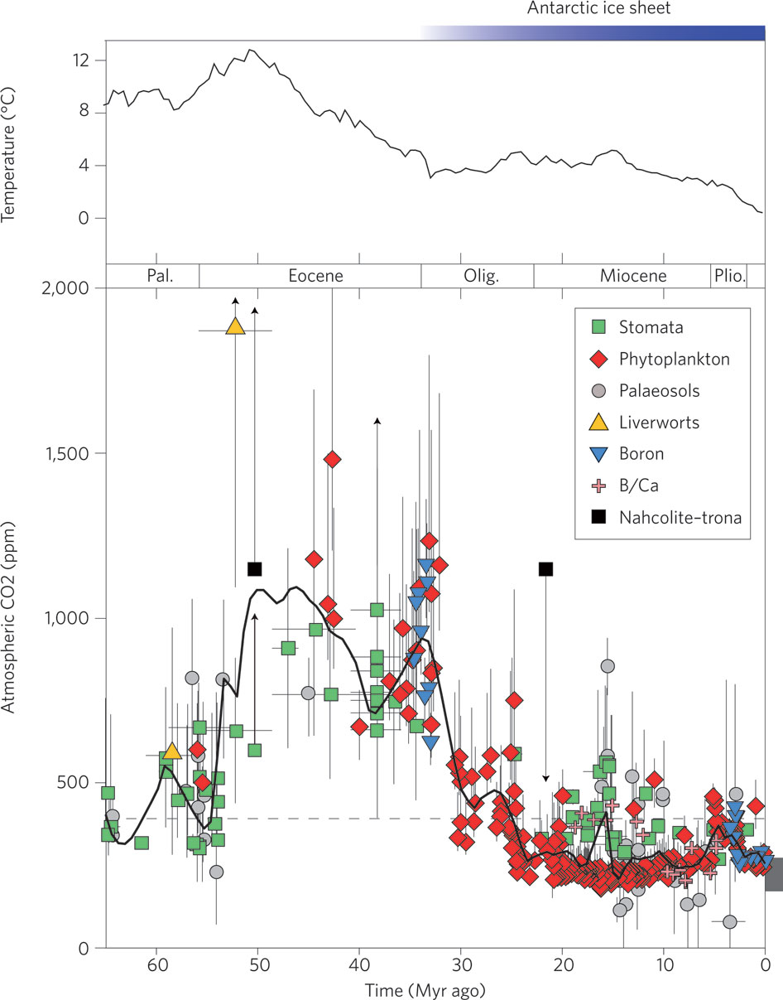 Antarctic ice sheet
Temperature (°C)
12
8
4
0
Pal.
Eocene
Olig.
Miocene
Plio.
Atmospheric CO2 (ppm)
2,000
1,500
1,000
500
0
Stomata
Phytoplankton
Palaeosols
Liverworts
Boron
B/Ca
Nahcolite–trona
60
50
40
30
20
10
0
Time (Myr ago)